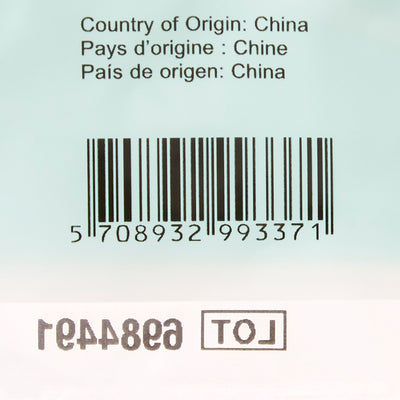 Country of Origin: China
Pays d'origine : Chine
País de origen: China
5 708932 993371
LOT 6984491